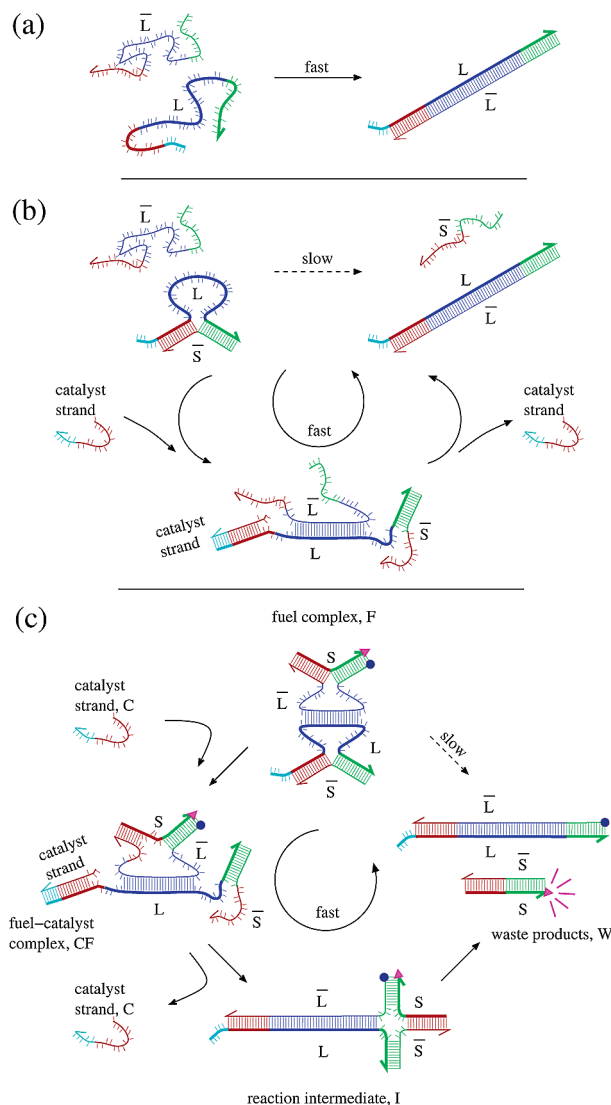 (a)
L̅
L
fast
L
L̅
(b)
L̅
L
S̅
slow
S̅
L
L̅
catalyst
strand
fast
catalyst
strand
catalyst
strand
L̅
L
S̅
fuel complex, F
(c)
S
L̅
L
S̅
catalyst
strand, C
slow
catalyst
strand
S
L̅
L
S̅
fuel–catalyst
complex, CF
fast
L̅
L
S̅
S
waste products, W
catalyst
strand, C
L̅
L
S
S̅
reaction intermediate, I